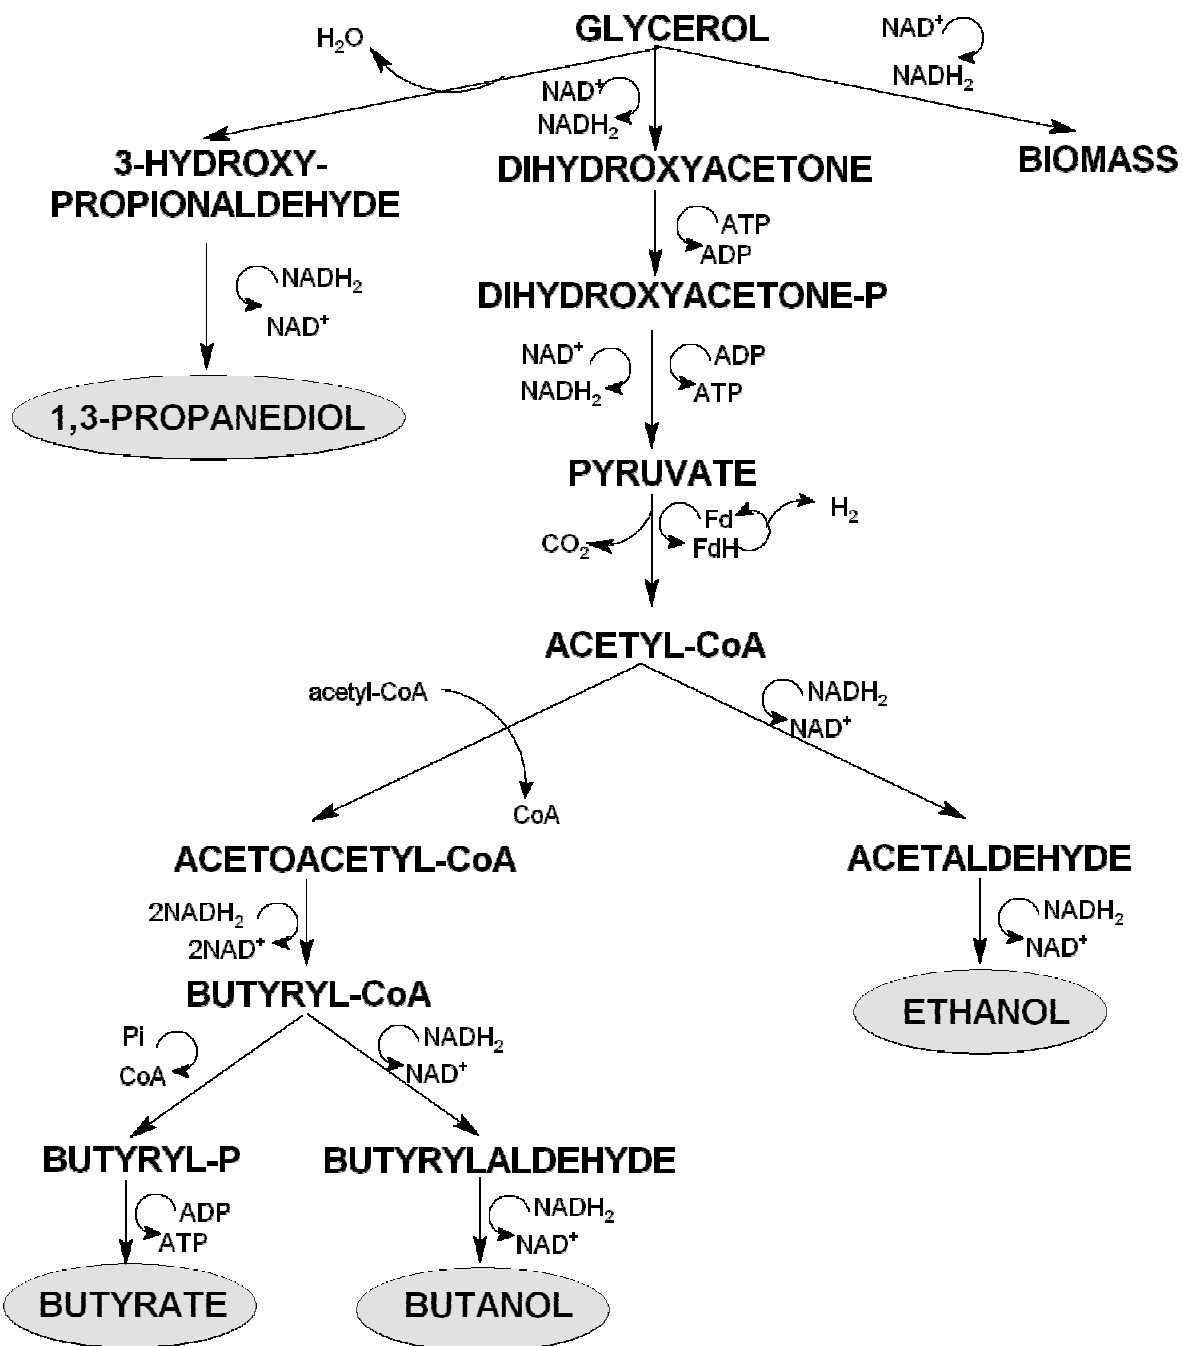 GLYCEROL
H₂O
NAD⁺
NADH₂
NAD⁺
NADH₂
3-HYDROXY-
PROPIONALDEHYDE
DIHYDROXYACETONE
BIOMASS
ATP
ADP
NADH₂
NAD⁺
DIHYDROXYACETONE-P
NAD⁺
NADH₂
ADP
ATP
1,3-PROPANEDIOL
PYRUVATE
CO₂
Fd
FdH
H₂
ACETYL-CoA
acetyl-CoA
CoA
NADH₂
NAD⁺
ACETOACETYL-CoA
ACETALDEHYDE
2NADH₂
2NAD⁺
NADH₂
NAD⁺
BUTYRYL-CoA
ETHANOL
Pi
CoA
NADH₂
NAD⁺
BUTYRYL-P
BUTYRYLALDEHYDE
ADP
ATP
NADH₂
NAD⁺
BUTYRATE
BUTANOL